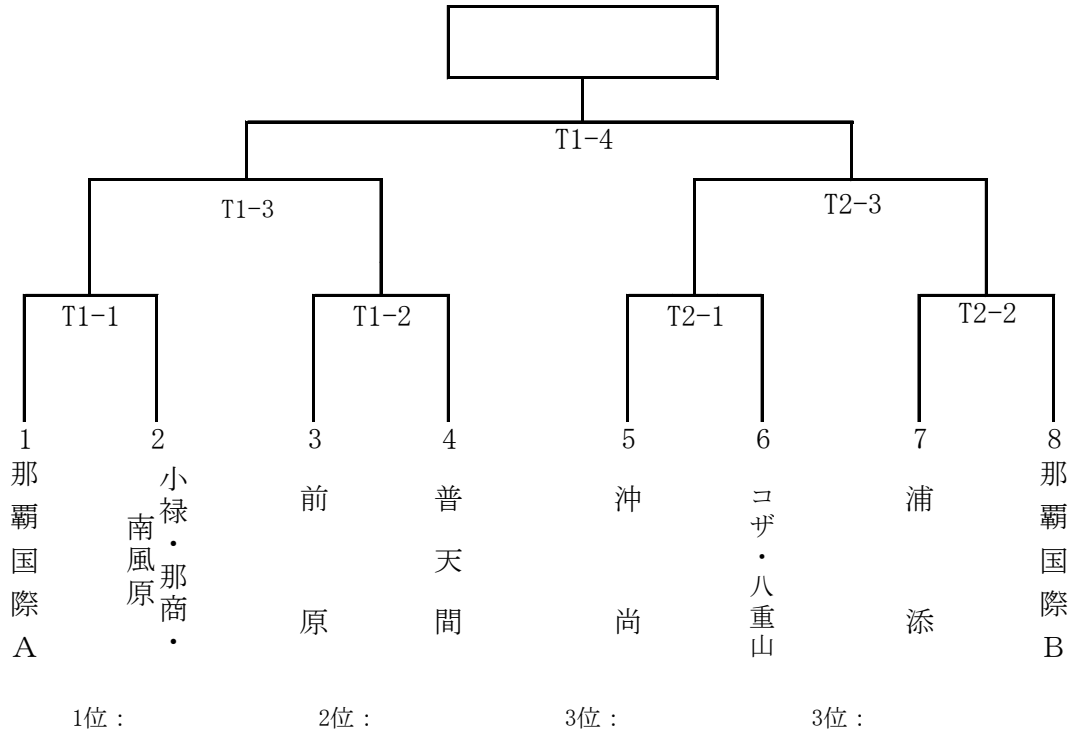 T1-4
T1-3
T2-3
T1-1
T1-2
T2-1
T2-2
1
2
3
4
5
6
7
8
那覇国際A
小禄・那商・
南風原
前原
普天間
沖尚
コザ・八重山
浦添
那覇国際B
1位：
2位：
3位：
3位：